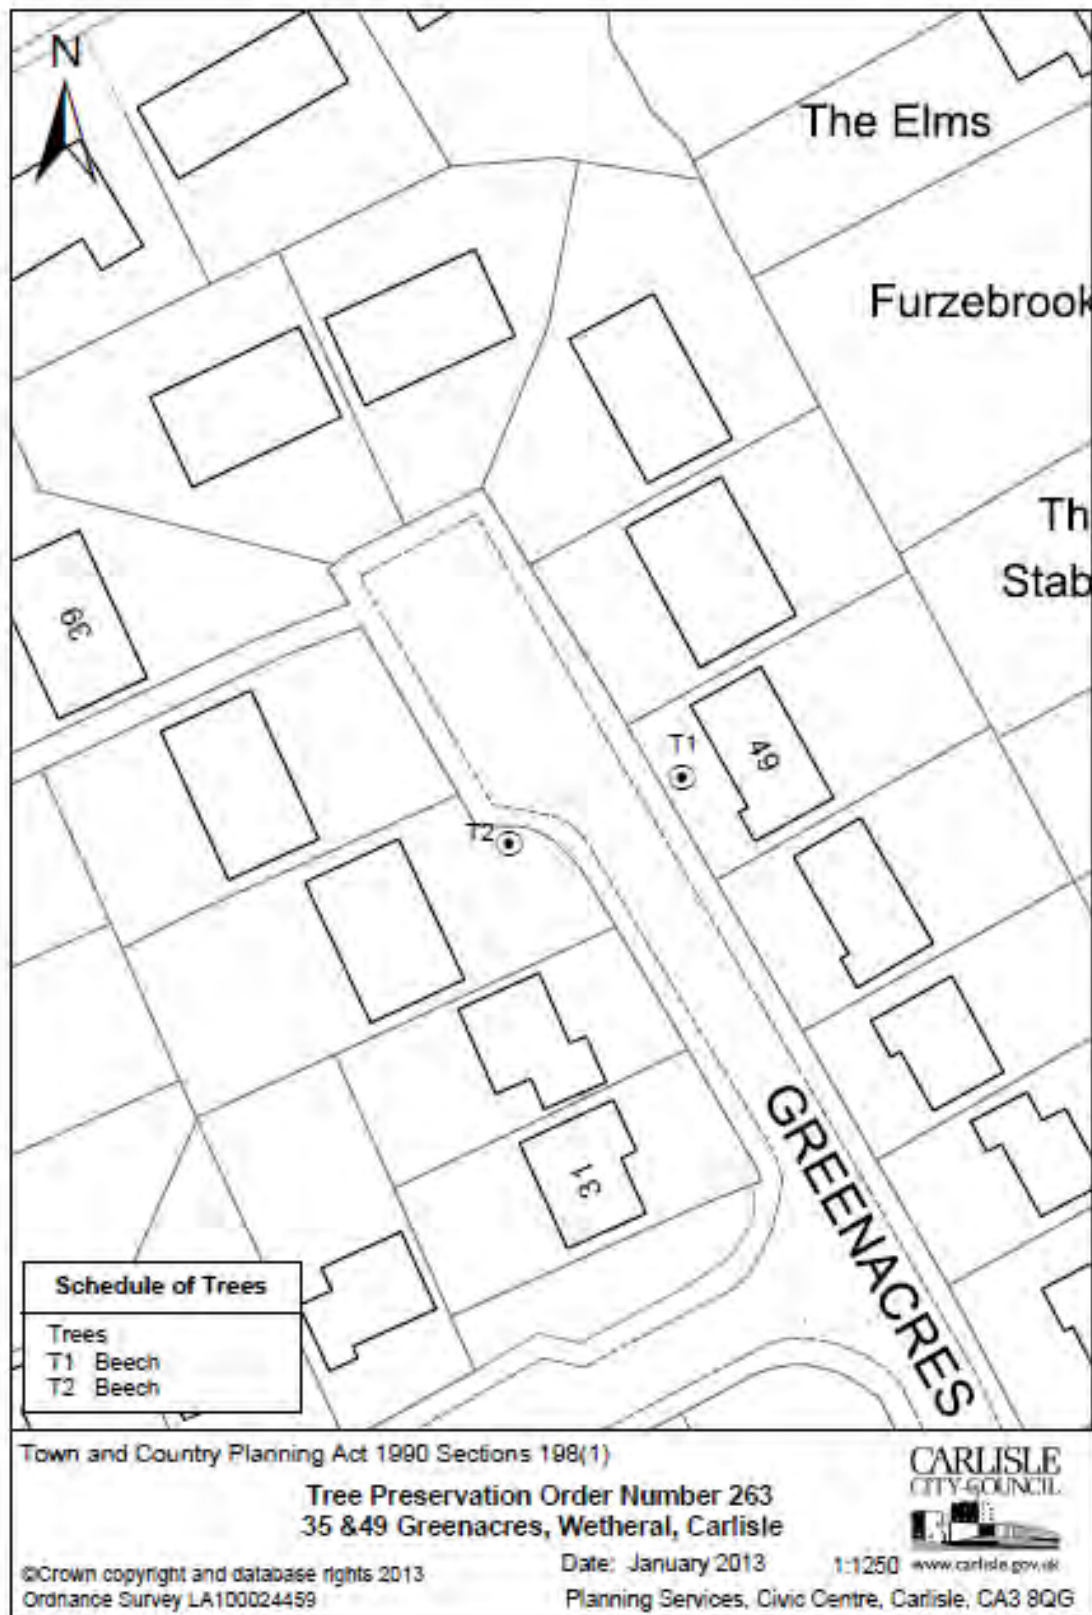 N
The Elms
Furzebrook
Th
Stab
39
T1
49
T2
31
GREENACRES
Schedule of Trees
Trees
T1 Beech
T2 Beech
Town and Country Planning Act 1990 Sections 198(1)
Tree Preservation Order Number 263
35 &49 Greenacres, Wetheral, Carlisle
Date: January 2013
1:1250
©Crown copyright and database rights 2013
Ordnance Survey LA100024459
CARLISLE
CITY-COUNCIL
www.carlisle.gov.uk
Planning Services, Civic Centre, Carlisle, CA3 8QG